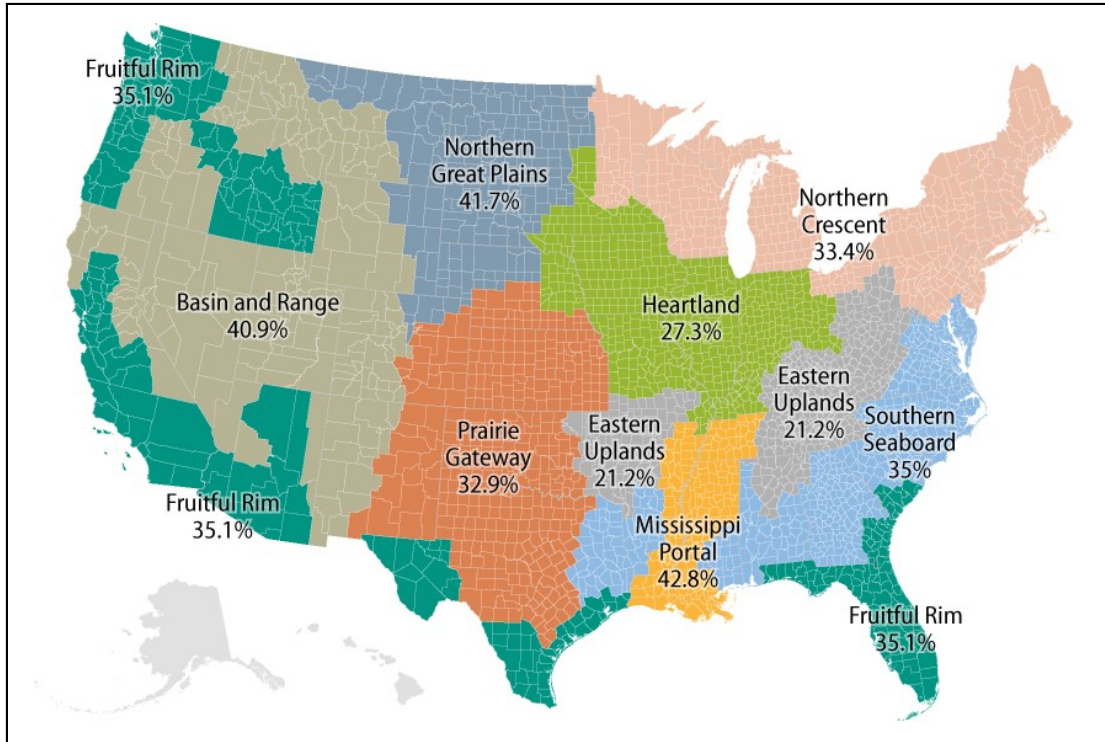 Fruitful Rim
35.1%
Northern
Great Plains
41.7%
Northern
Crescent
33.4%
Basin and Range
40.9%
Heartland
27.3%
Eastern
Uplands
21.2%
Southern
Seaboard
35%
Prairie
Gateway
32.9%
Eastern
Uplands
21.2%
Fruitful Rim
35.1%
Mississippi
Portal
42.8%
Fruitful Rim
35.1%